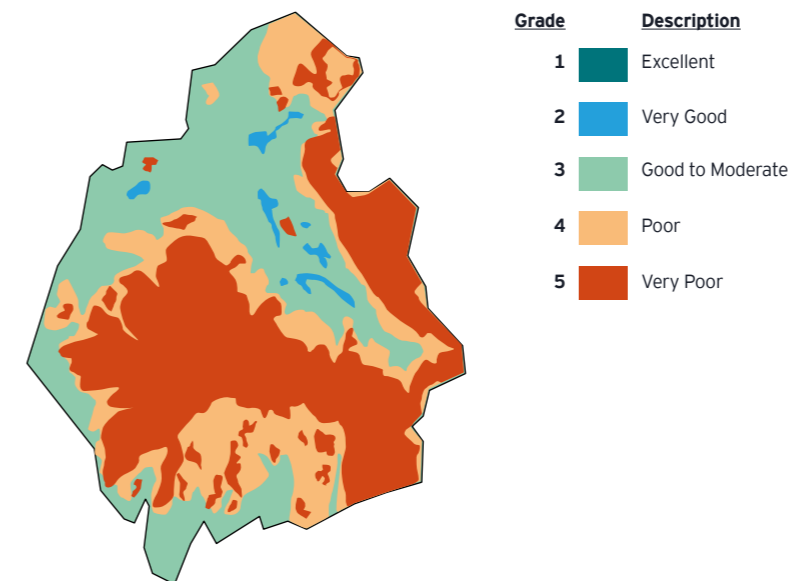 Grade Description
1 Excellent
2 Very Good
3 Good to Moderate
4 Poor
5 Very Poor